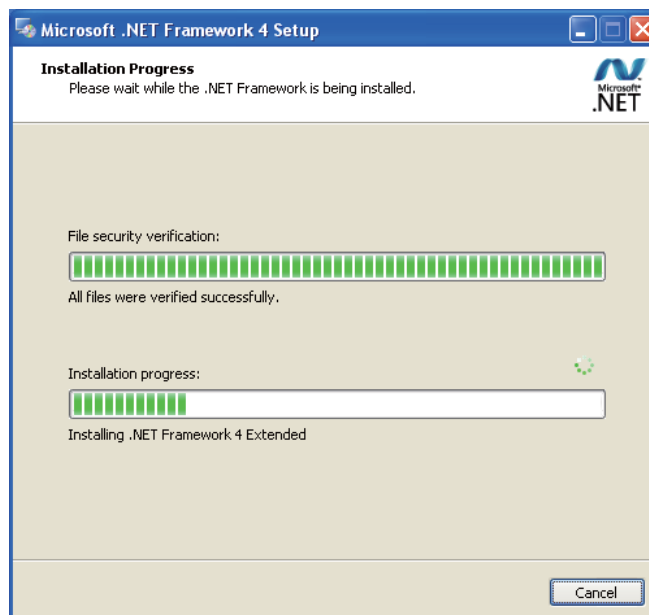 Microsoft .NET Framework 4 Setup
Installation Progress
Please wait while the .NET Framework is being installed.
Microsoft®
.NET
File security verification:
All files were verified successfully.
Installation progress:
Installing .NET Framework 4 Extended
Cancel